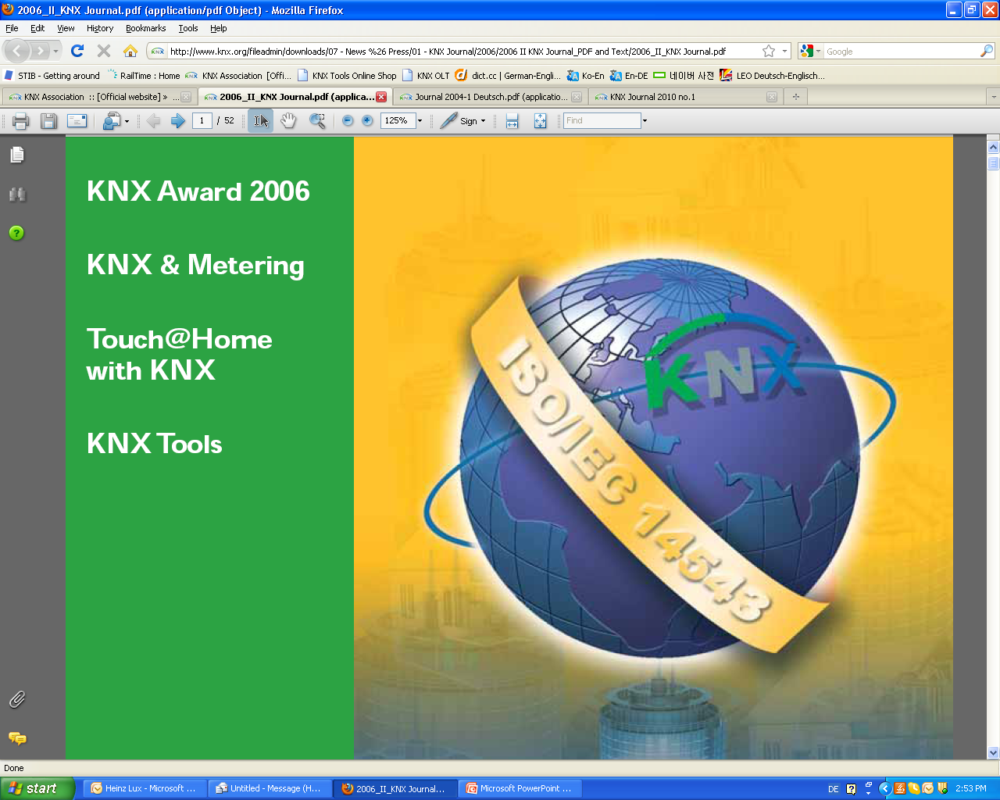 2006_II_KNX Journal.pdf (application/pdf Object) - Mozilla Firefox
File Edit View History Bookmarks Tools Help
http://www.knx.org/fileadmin/downloads/07 - News %26 Press/01 - KNX Journal/2006/2006 II KNX Journal_PDF and Text/2006_II_KNX Journal.pdf
Google
STIB - Getting around RailTime : Home KNX Association [Offi... KNX Tools Online Shop KNX OLT dict.cc | German-Engli... Ko-En En-DE 네이버 사전 LEO Deutsch-Englisch...
KNX Association :: [Official website] » ... 2006_II_KNX Journal.pdf (applica... Journal 2004-1 Deutsch.pdf (applicatio... KNX Journal 2010 no.1
1 / 52 125% Sign Find
KNX Award 2006
KNX & Metering
Touch@Home
with KNX
KNX Tools
KNX
ISO/IEC 14543
Done
start Heinz Lux - Microsoft ... Untitled - Message (H... 2006_II_KNX Journal... Microsoft PowerPoint ... DE 2:53 PM